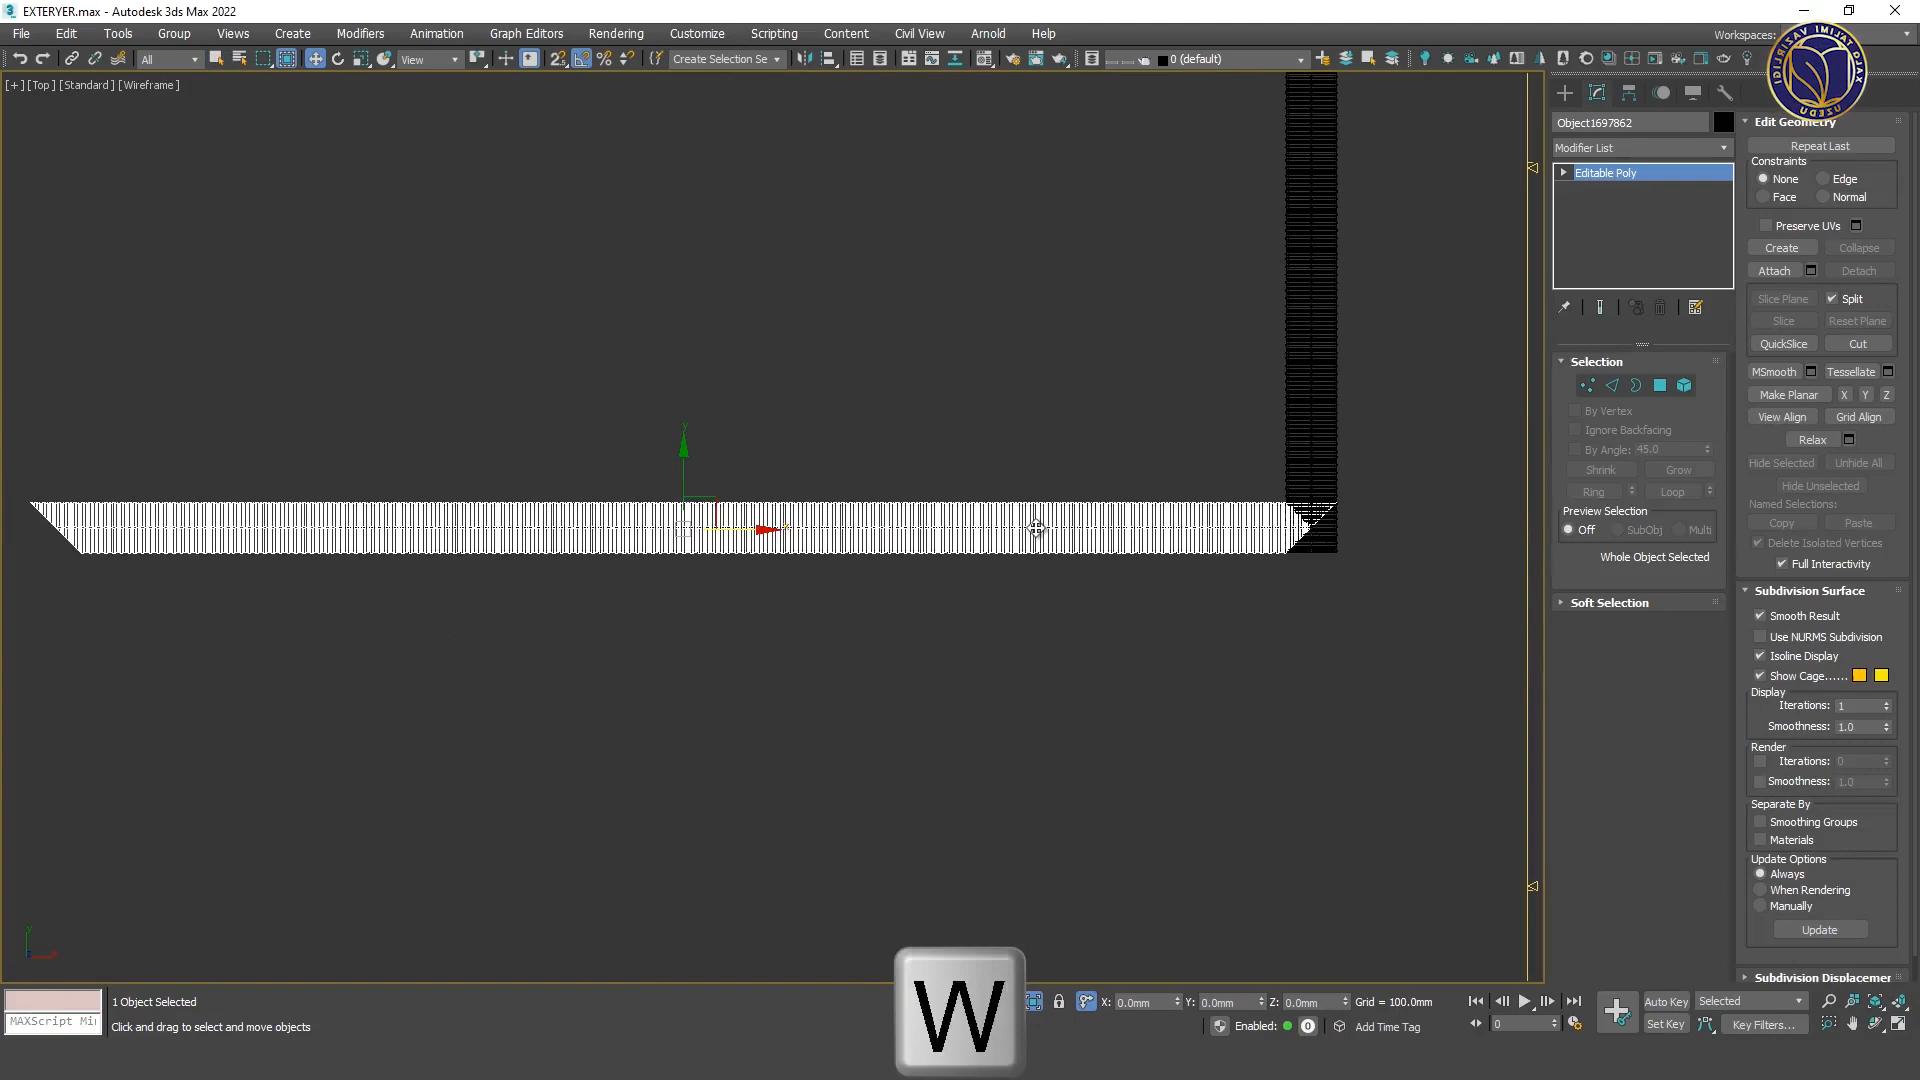 EXTERYER.max - Autodesk 3ds Max 2022
File Edit Tools Group Views Create Modifiers Animation Graph Editors Rendering Customize Scripting Content Civil View Arnold Help
Workspaces:
All View Create Selection Se 0 (default)
XALQ TA'LIMI VAZIRLIGI
UZEDU
[+] [Top] [Standard] [Wireframe]
Object1697862
Modifier List
Editable Poly
Selection
By Vertex
Ignore Backfacing
By Angle: 45.0
Shrink Grow
Ring Loop
Preview Selection
Off SubObj Multi
Whole Object Selected
Soft Selection
Edit Geometry
Repeat Last
Constraints
None Edge
Face Normal
Preserve UVs
Create Collapse
Attach Detach
Slice Plane Split
Slice Reset Plane
QuickSlice Cut
MSmooth Tessellate
Make Planar X Y Z
View Align Grid Align
Relax
Hide Selected Unhide All
Hide Unselected
Named Selections:
Copy Paste
Delete Isolated Vertices
Full Interactivity
Subdivision Surface
Smooth Result
Use NURMS Subdivision
Isoline Display
Show Cage......
Display
Iterations: 1
Smoothness: 1.0
Render
Iterations: 0
Smoothness: 1.0
Separate By
Smoothing Groups
Materials
Update Options
Always
When Rendering
Manually
Update
Subdivision Displacemer
y
x
y
W
MAXScript Mi
1 Object Selected
Click and drag to select and move objects
X: 0.0mm Y: 0.0mm Z: 0.0mm Grid = 100.0mm
Enabled: 0 Add Time Tag
0
Auto Key Selected
Set Key Key Filters...